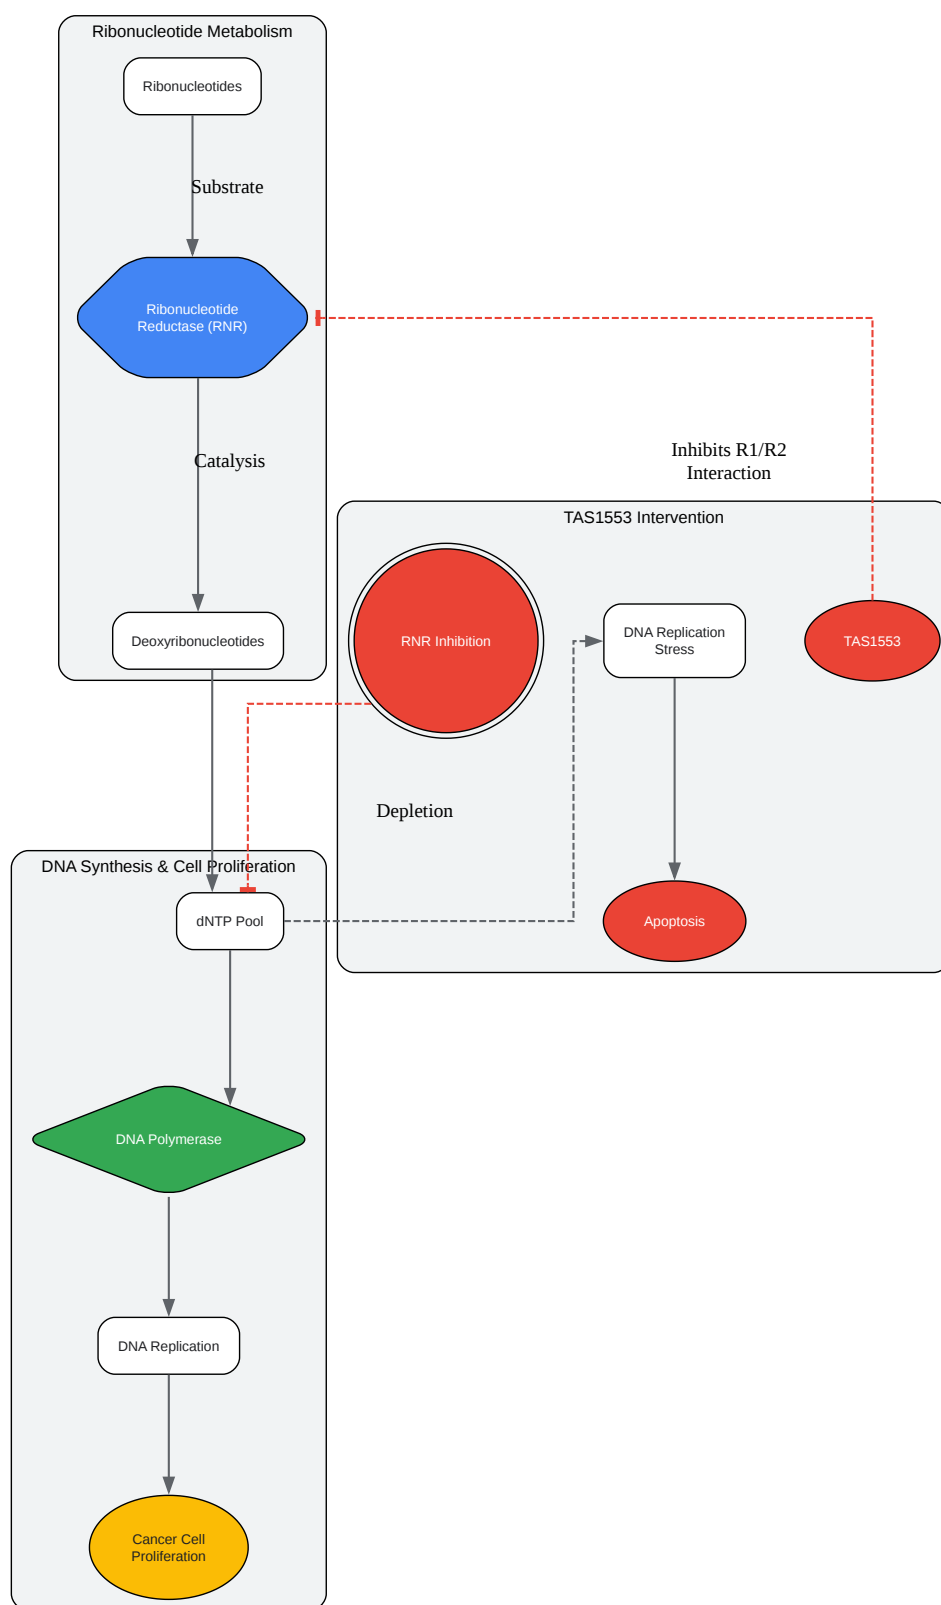 Ribonucleotide Metabolism
Ribonucleotides
Substrate
Ribonucleotide
Reductase (RNR)
Catalysis
Deoxyribonucleotides
Inhibits R1/R2
Interaction
TAS1553 Intervention
RNR Inhibition
DNA Replication
Stress
TAS1553
Depletion
Apoptosis
DNA Synthesis & Cell Proliferation
dNTP Pool
DNA Polymerase
DNA Replication
Cancer Cell
Proliferation